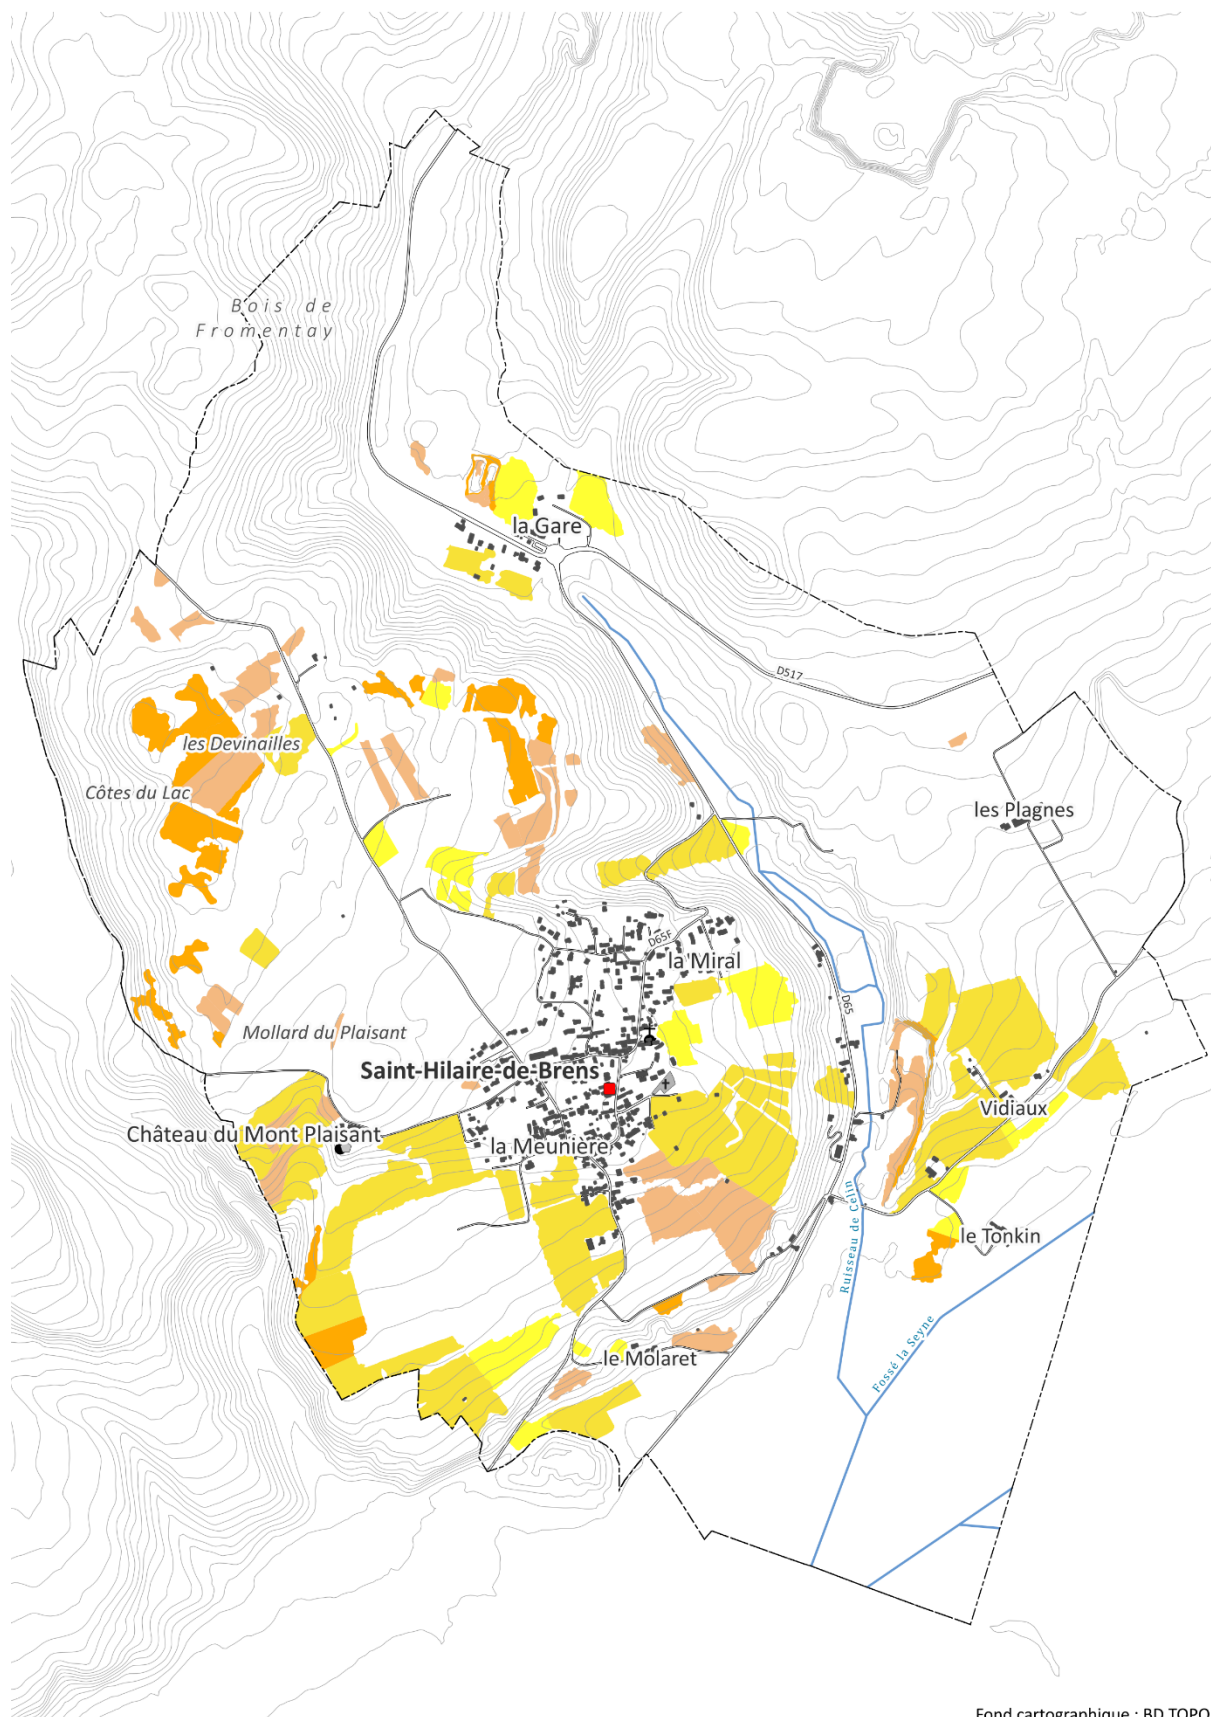 Bois de
Fromentay
la Gare
D517
les Devinailles
Côtes du Lac
les Plagnes
D65F
la Miral
D65
Mollard du Plaisant
Saint-Hilaire-de-Brens
Vidiaux
Château du Mont Plaisant
la Meunière
Ruisseau de Celin
le Tonkin
Fossé la Seyne
le Molaret
Fond cartographique : BD TOPO